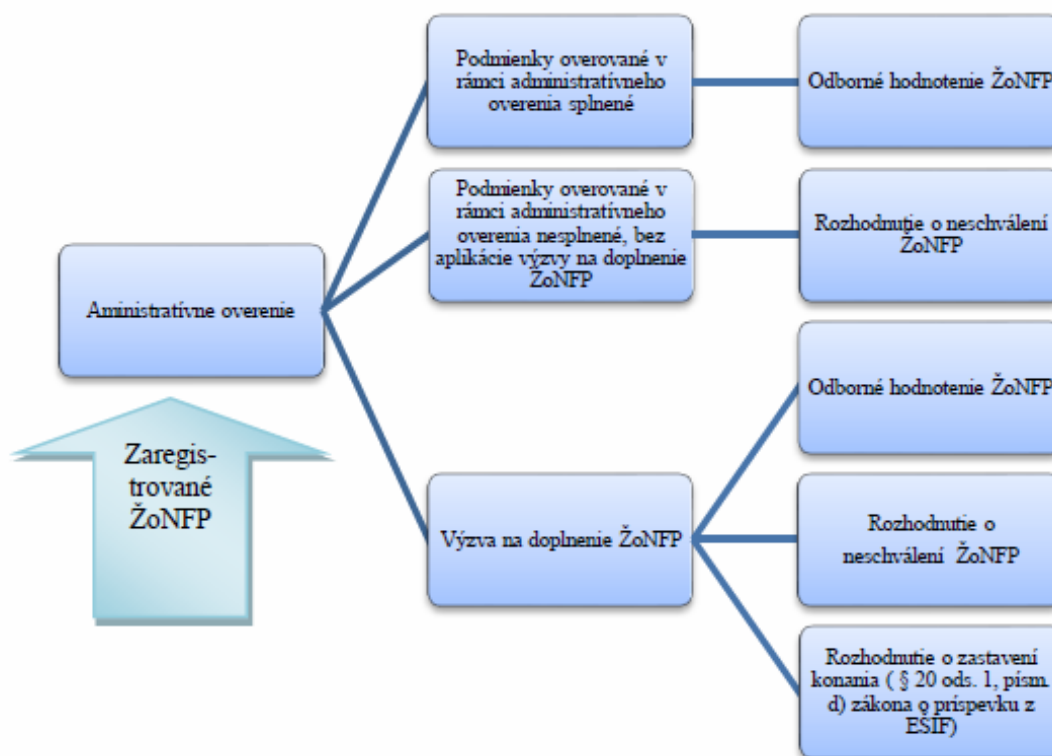 Podmienky overované v
rámci administratívneho
overenia splnené
Odborné hodnotenie ŽoNFP
Podmienky overované v
rámci administratívneho
overenia nesplnené, bez
aplikácie výzvy na doplnenie
ŽoNFP
Rozhodnutie o neschválení
ŽoNFP
Aministratívne overenie
Zaregis-
trované
ŽoNFP
Výzva na doplnenie ŽoNFP
Odborné hodnotenie ŽoNFP
Rozhodnutie o
neschválení ŽoNFP
Rozhodnutie o zastavení
konania ( § 20 ods. 1, písm.
d) zákona o príspevku z
EŠIF)